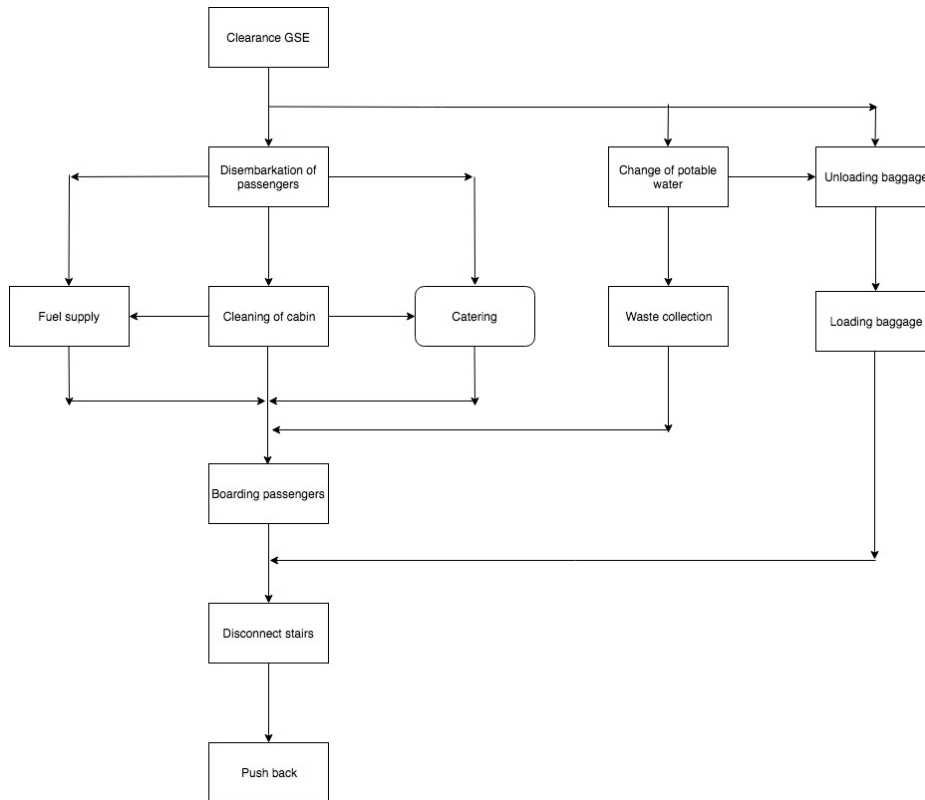 Clearance GSE
Disembarkation of
passengers
Change of potable
water
Unloading baggage
Fuel supply
Cleaning of cabin
Catering
Waste collection
Loading baggage
Boarding passengers
Disconnect stairs
Push back